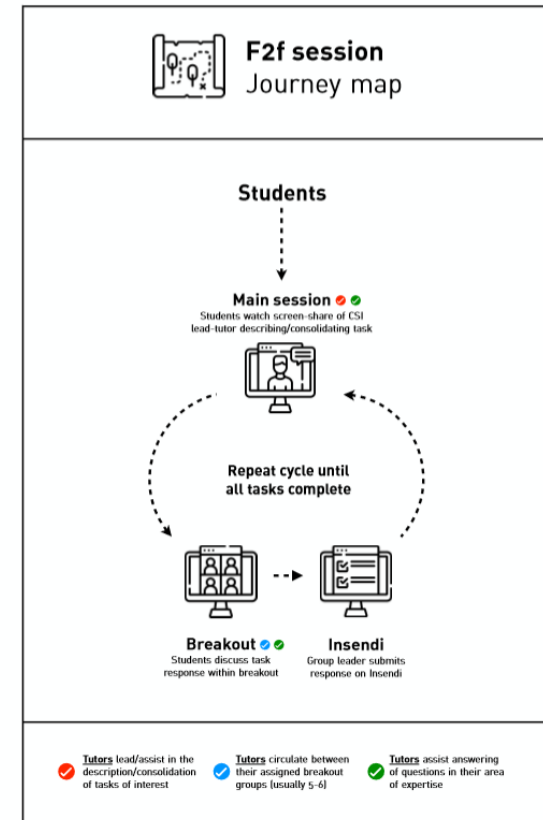 F2f session
Journey map
Students
Main session
Students watch screen-share of CSI
lead-tutor describing/consolidating task
Repeat cycle until
all tasks complete
Breakout
Students discuss task
response within breakout
Insendi
Group leader submits
response on Insendi
Tutors lead/assist in the
description/consolidation
of tasks of interest
Tutors circulate between
their assigned breakout
groups (usually 5-6)
Tutors assist answering
of questions in their area
of expertise